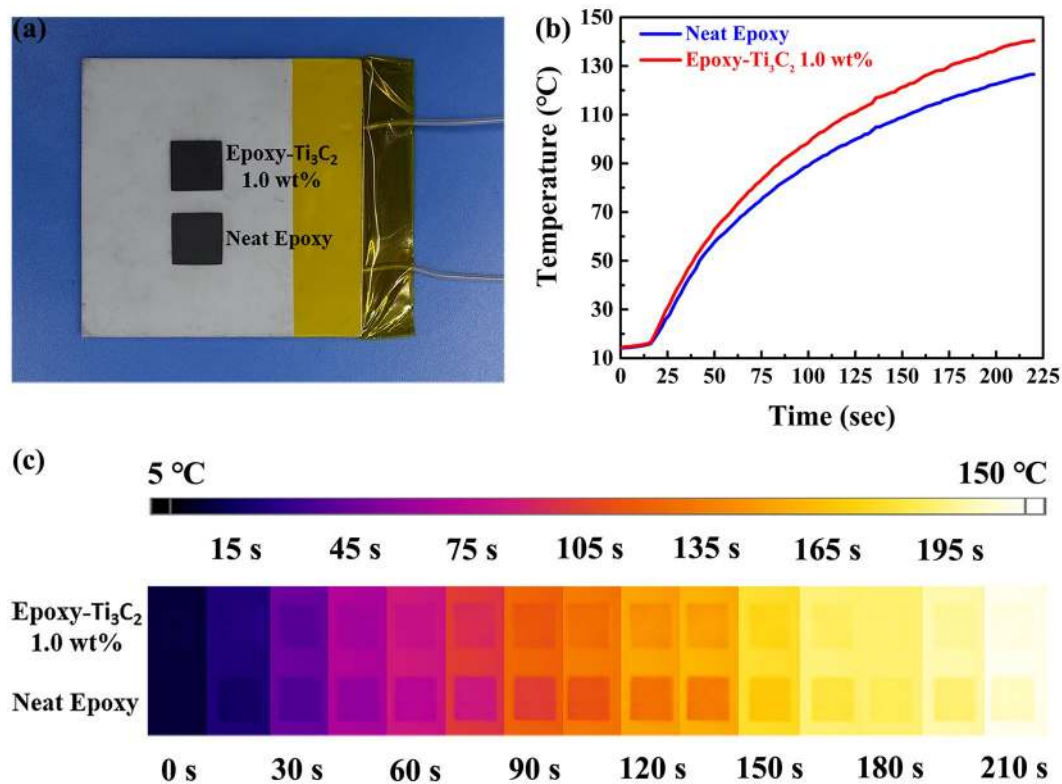 (a)
Epoxy-Ti₃C₂
1.0 wt%
Neat Epoxy
(b)
Neat Epoxy
Epoxy-Ti₃C₂ 1.0 wt%
Temperature (℃)
150
130
110
90
70
50
30
10
0 25 50 75 100 125 150 175 200 225
Time (sec)
(c)
5 ℃ 150 ℃
15 s 45 s 75 s 105 s 135 s 165 s 195 s
Epoxy-Ti₃C₂
1.0 wt%
Neat Epoxy
0 s 30 s 60 s 90 s 120 s 150 s 180 s 210 s